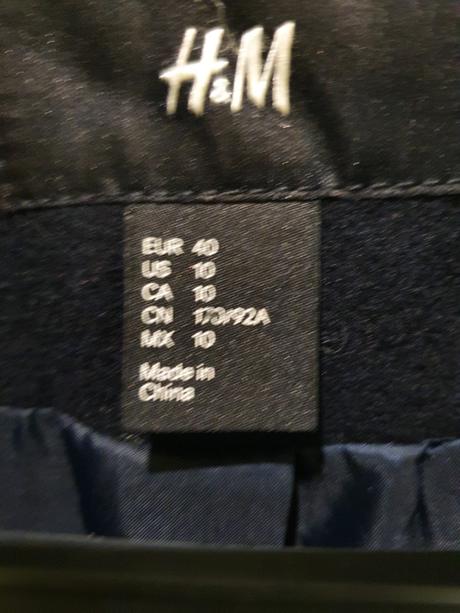 H&M
EUR 40
US 10
CA 10
CN 173/92A
MX 10
Made in
China